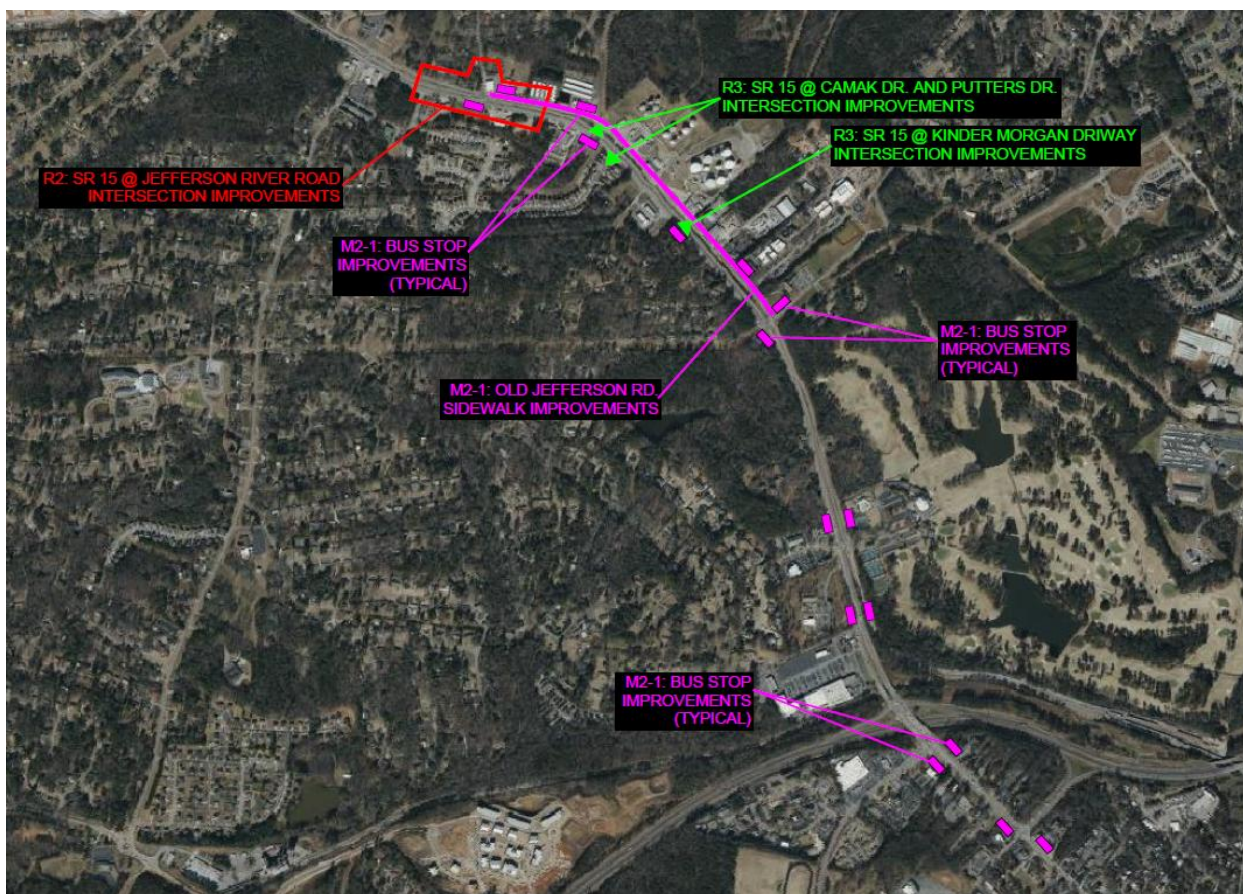 R3: SR 15 @ CAMAK DR. AND PUTTERS DR.
INTERSECTION IMPROVEMENTS
R3: SR 15 @ KINDER MORGAN DRIWAY
INTERSECTION IMPROVEMENTS
R2: SR 15 @ JEFFERSON RIVER ROAD
INTERSECTION IMPROVEMENTS
M2-1: BUS STOP
IMPROVEMENTS
(TYPICAL)
M2-1: BUS STOP
IMPROVEMENTS
(TYPICAL)
M2-1: OLD JEFFERSON RD.
SIDEWALK IMPROVEMENTS
M2-1: BUS STOP
IMPROVEMENTS
(TYPICAL)